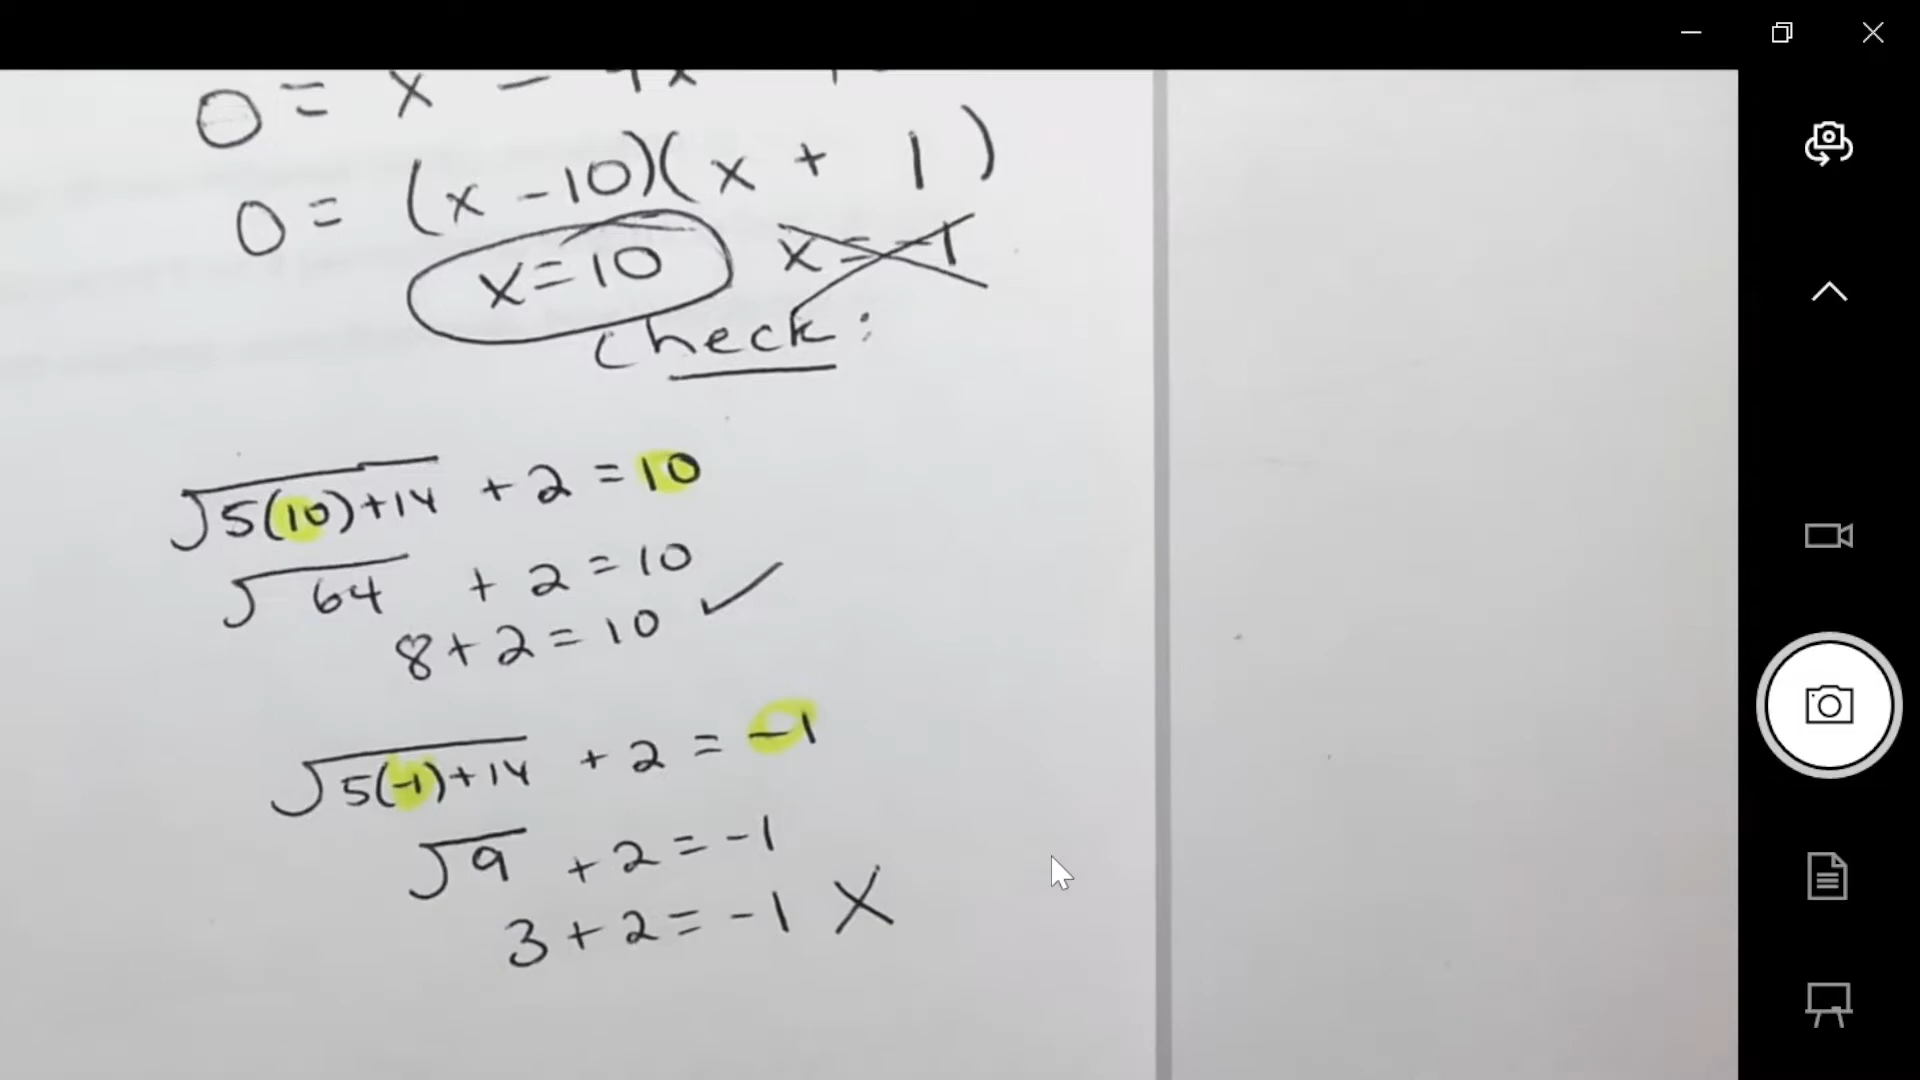 0 = x -
0 = (x - 10)(x + 1)
x = 10 x = -1
Check:
√5(10)+14 + 2 = 10
√64 + 2 = 10
8 + 2 = 10 ✓
√5(-1)+14 + 2 = -1
√9 + 2 = -1
3 + 2 = -1 X